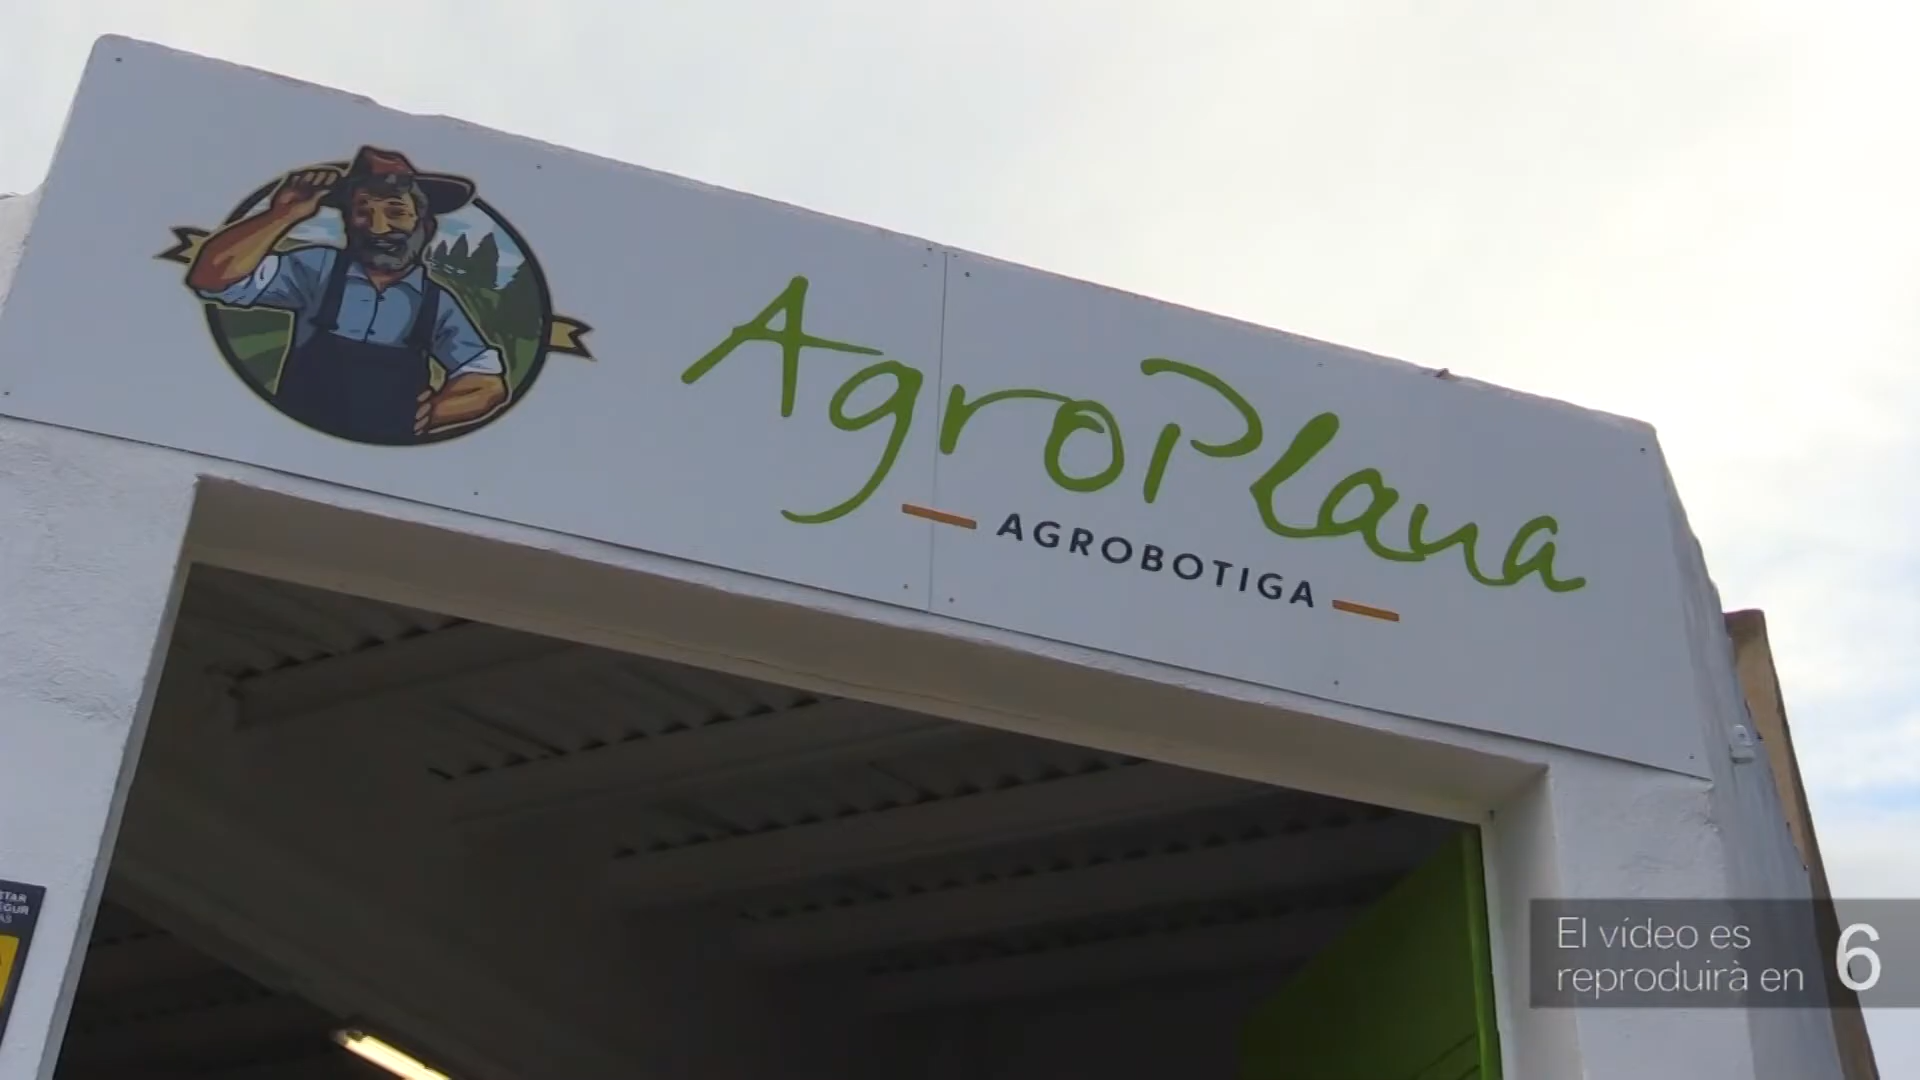 AgroPlana
AGROBOTIGA
El vídeo es
reproduirà en
6